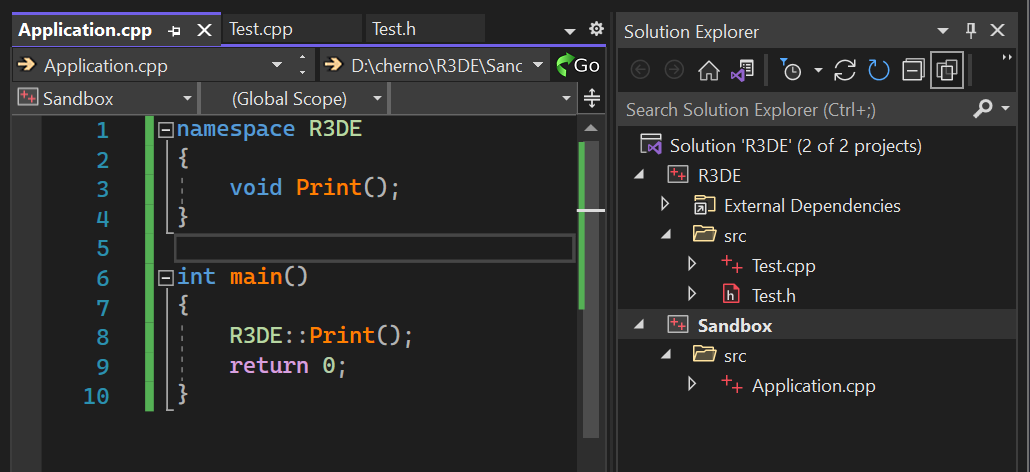 Application.cpp Test.cpp Test.h
Application.cpp D:\cherno\R3DE\Sanc Go
Sandbox (Global Scope)
1 namespace R3DE
2 {
3 void Print();
4 }
5
6 int main()
7 {
8 R3DE::Print();
9 return 0;
10 }
Solution Explorer
Search Solution Explorer (Ctrl+;)
Solution 'R3DE' (2 of 2 projects)
R3DE
External Dependencies
src
Test.cpp
Test.h
Sandbox
src
Application.cpp